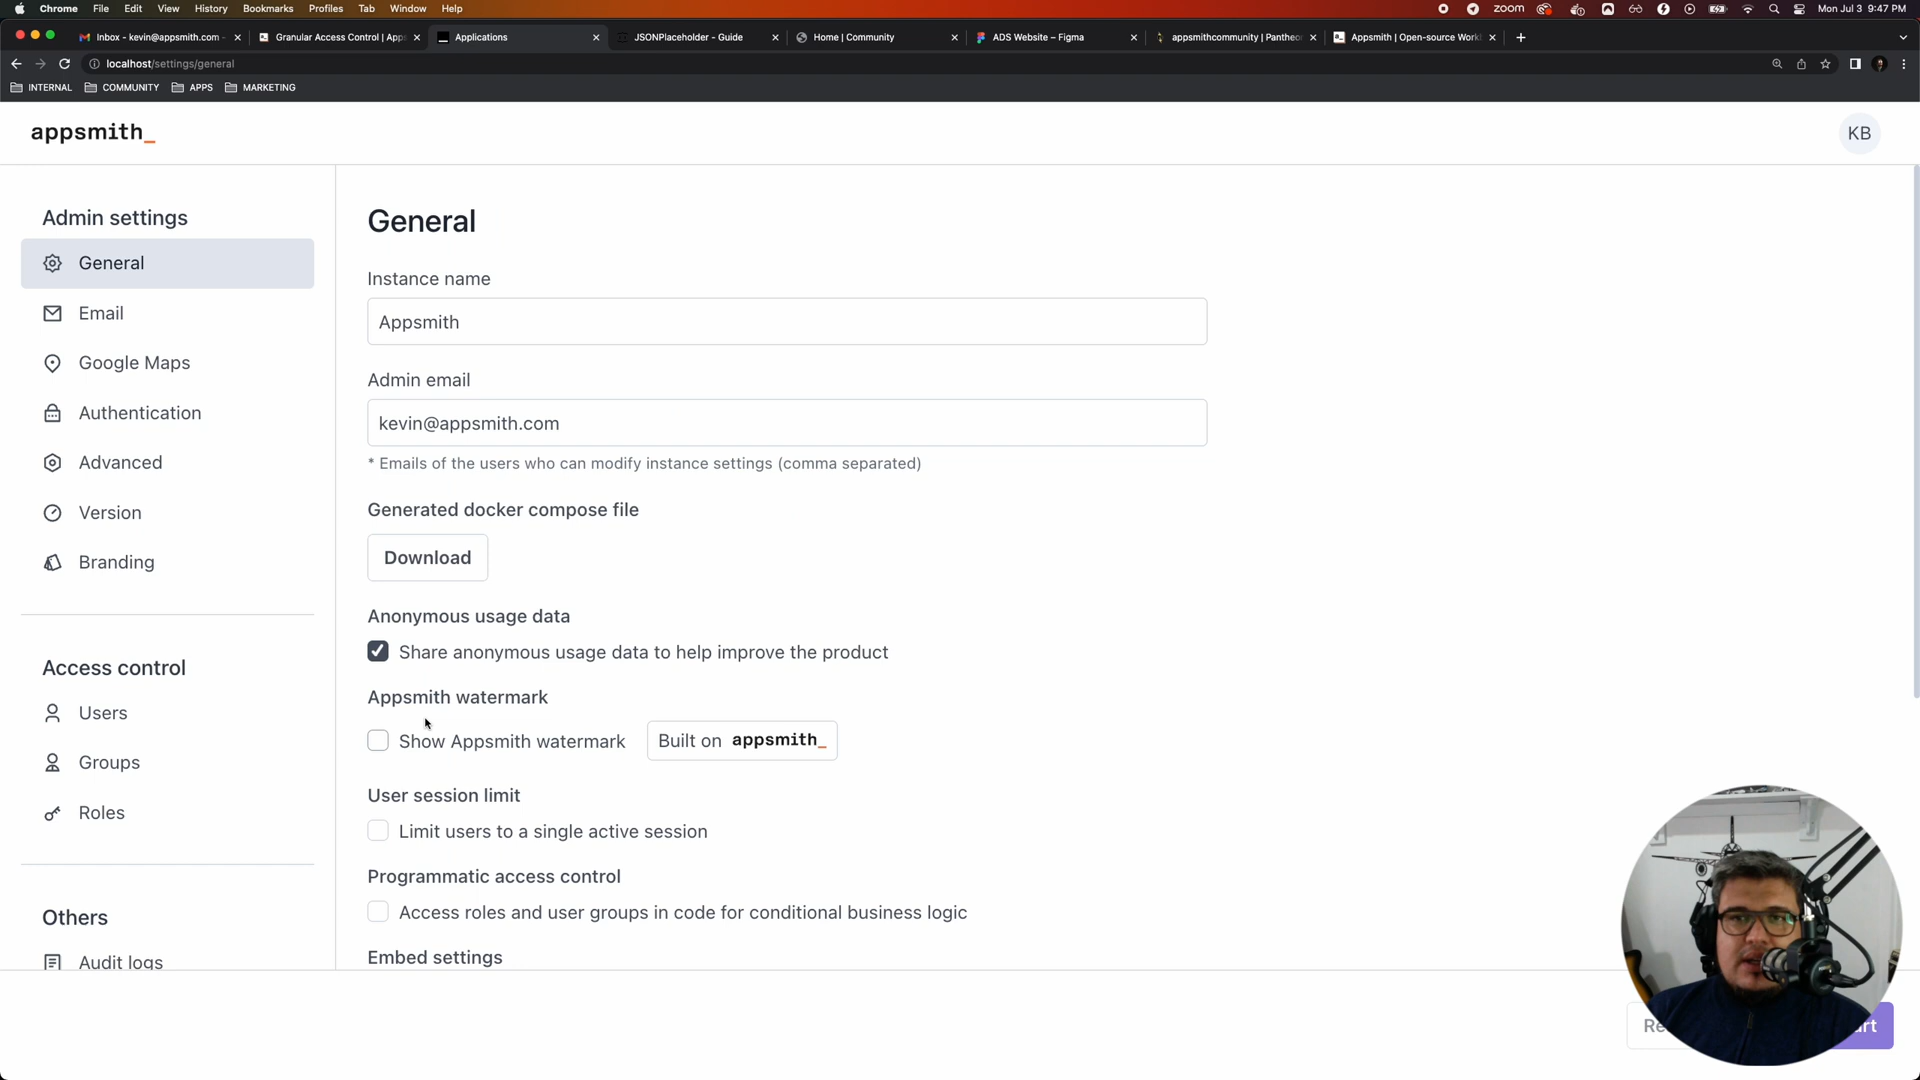 Chrome File Edit View History Bookmarks Profiles Tab Window Help zoom Mon Jul 3 9:47 PM
Inbox - kevin@appsmith.com - Granular Access Control | Apps Applications JSONPlaceholder - Guide Home | Community ADS Website – Figma appsmithcommunity | Pantheon Appsmith | Open-source Work
localhost/settings/general
INTERNAL COMMUNITY APPS MARKETING
appsmith_
KB
Admin settings
General
Email
Google Maps
Authentication
Advanced
Version
Branding
Access control
Users
Groups
Roles
Others
Audit logs
General
Instance name
Appsmith
Admin email
kevin@appsmith.com
* Emails of the users who can modify instance settings (comma separated)
Generated docker compose file
Download
Anonymous usage data
Share anonymous usage data to help improve the product
Appsmith watermark
Show Appsmith watermark
Built on appsmith_
User session limit
Limit users to a single active session
Programmatic access control
Access roles and user groups in code for conditional business logic
Embed settings